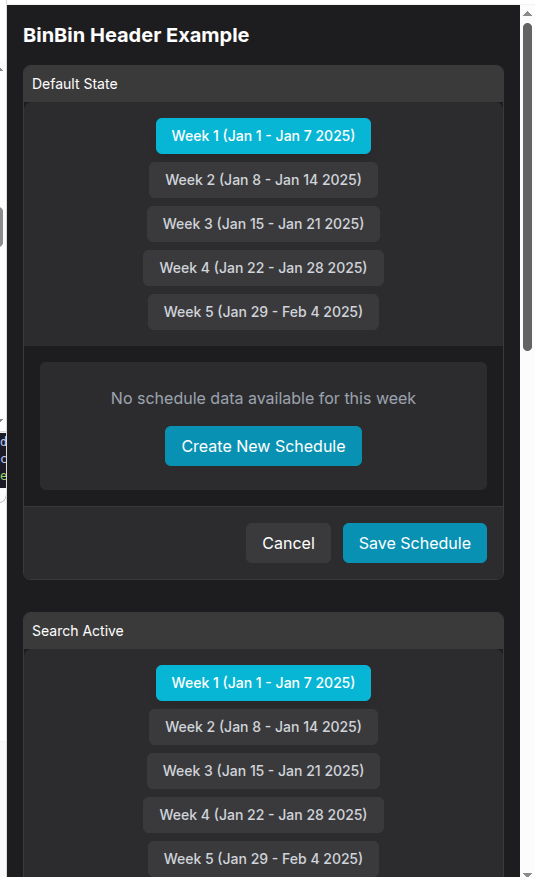 BinBin Header Example
Default State
Week 1 (Jan 1 - Jan 7 2025)
Week 2 (Jan 8 - Jan 14 2025)
Week 3 (Jan 15 - Jan 21 2025)
Week 4 (Jan 22 - Jan 28 2025)
Week 5 (Jan 29 - Feb 4 2025)
No schedule data available for this week
Create New Schedule
Cancel Save Schedule
Search Active
Week 1 (Jan 1 - Jan 7 2025)
Week 2 (Jan 8 - Jan 14 2025)
Week 3 (Jan 15 - Jan 21 2025)
Week 4 (Jan 22 - Jan 28 2025)
Week 5 (Jan 29 - Feb 4 2025)